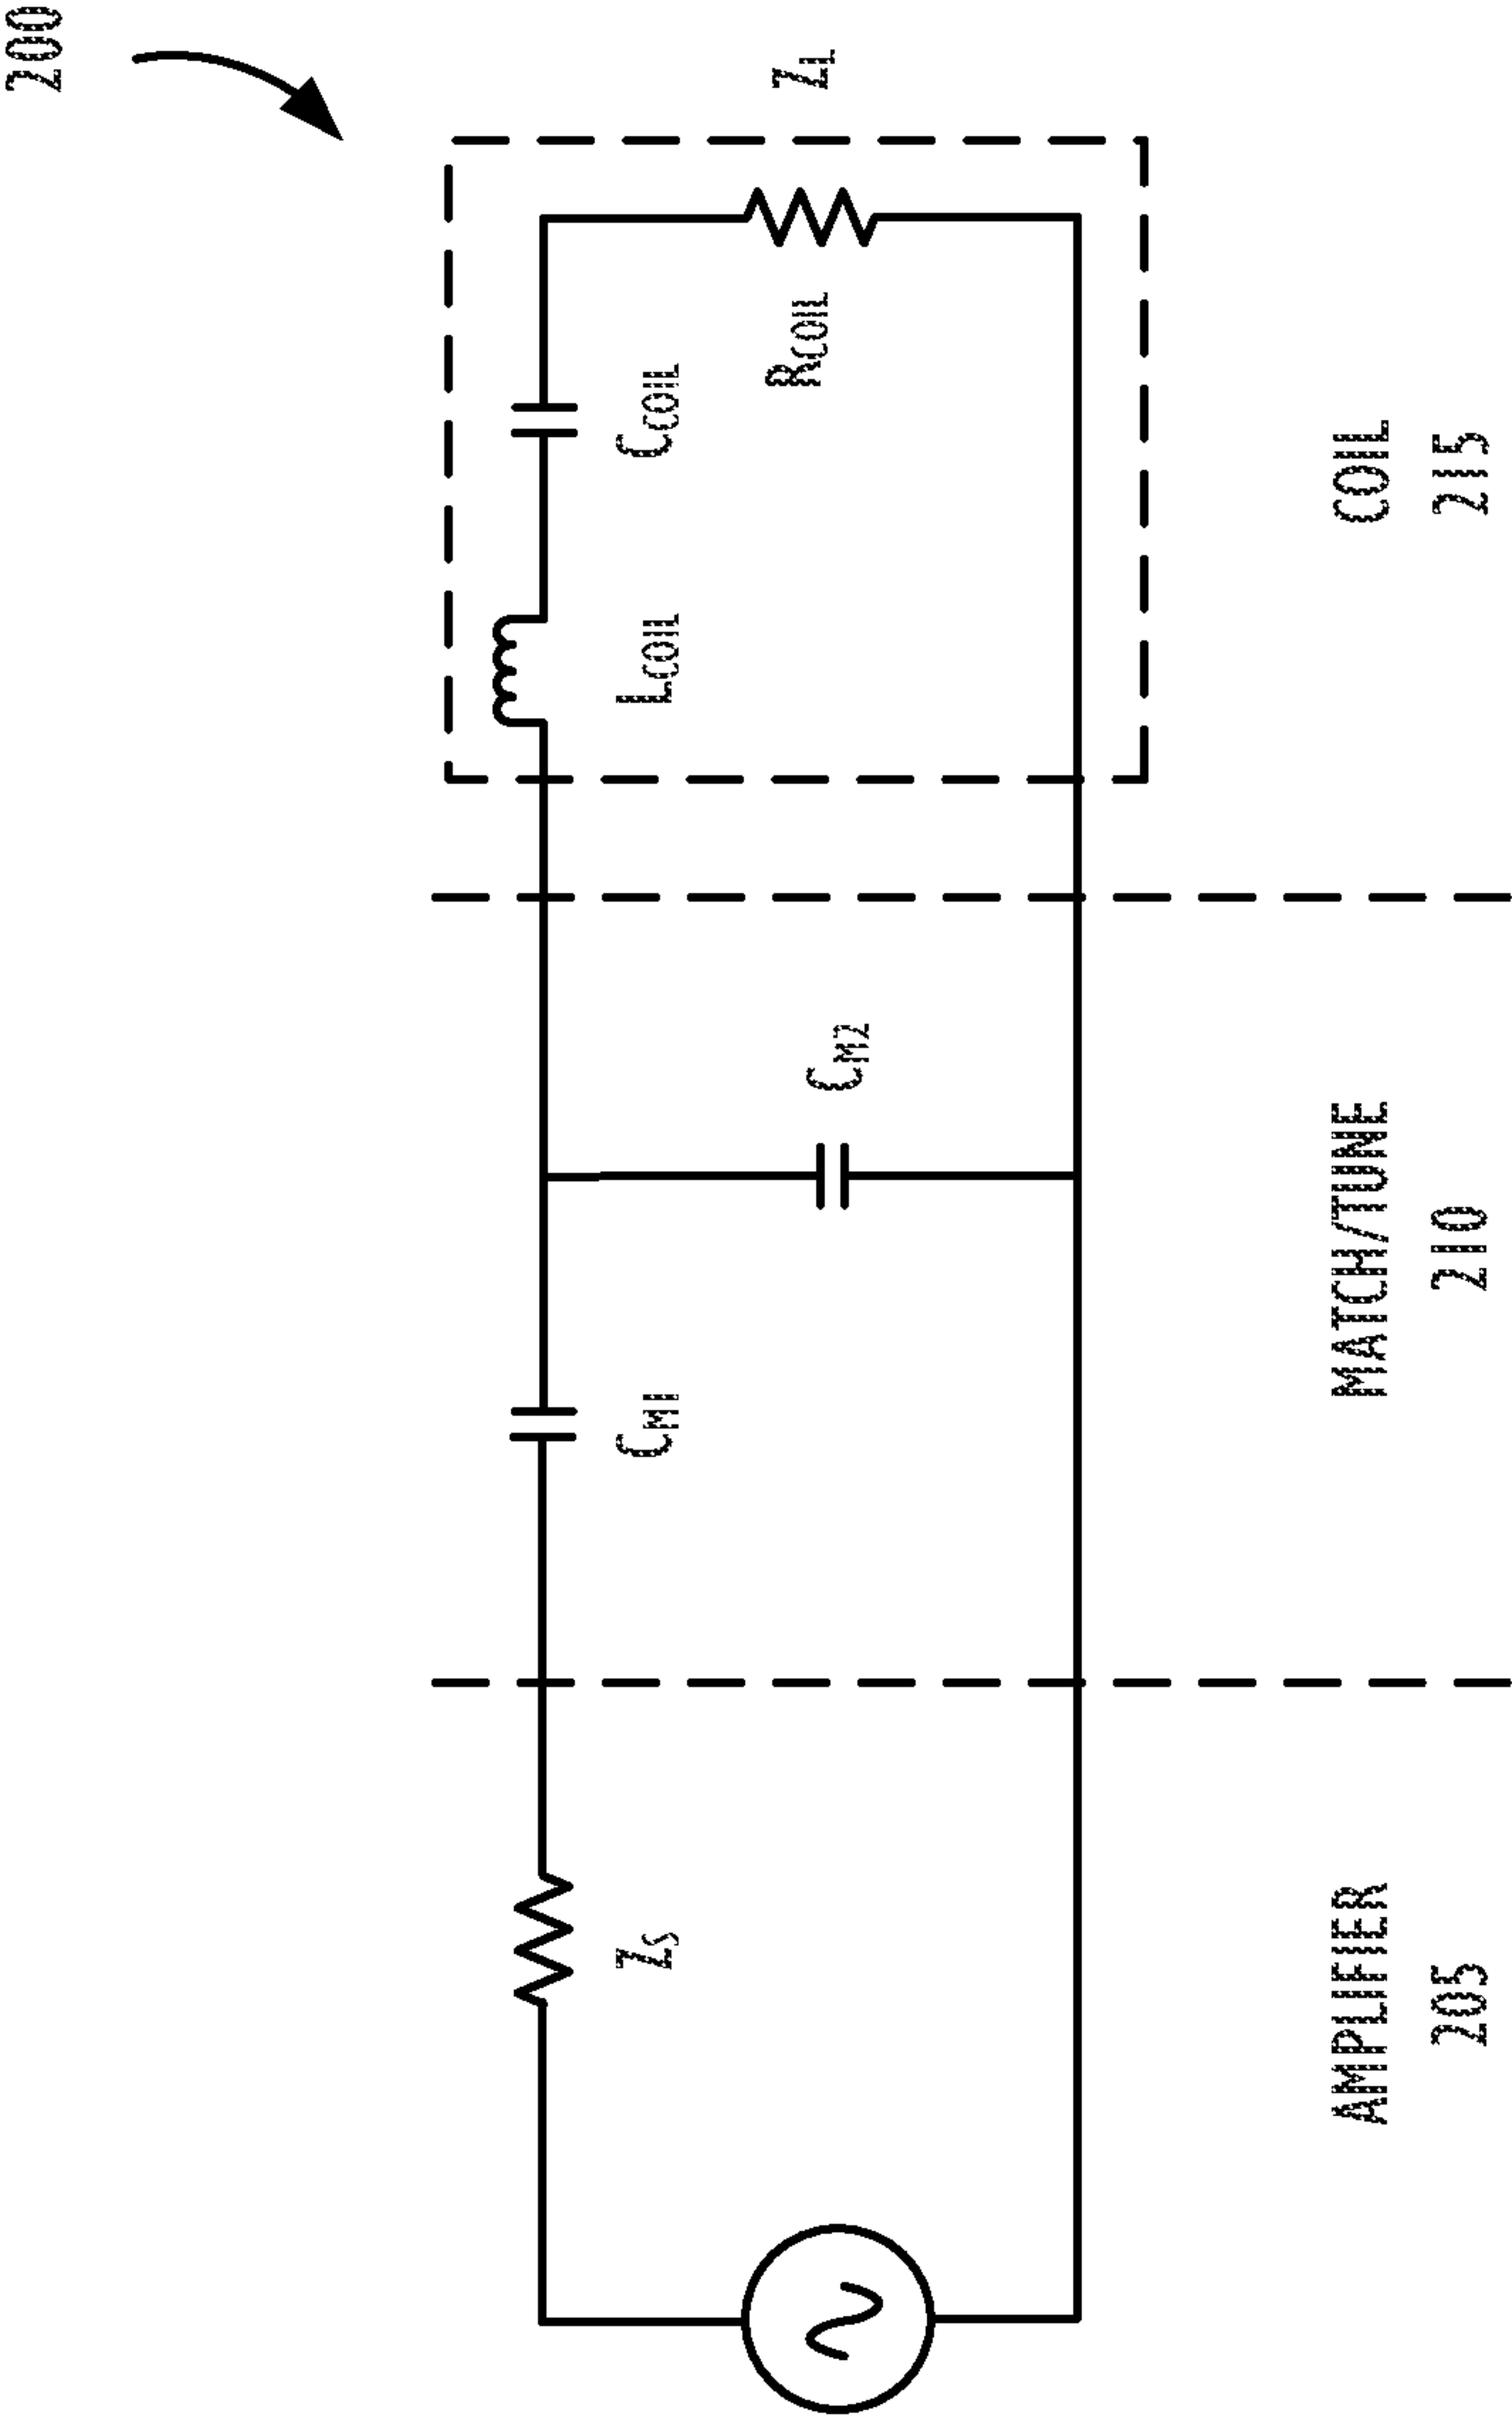 200
Z_S
C_M1
C_M2
L_COIL
C_COIL
R_COIL
Z_L
AMPLIFIER
205
MATCH/TUNE
210
COIL
215